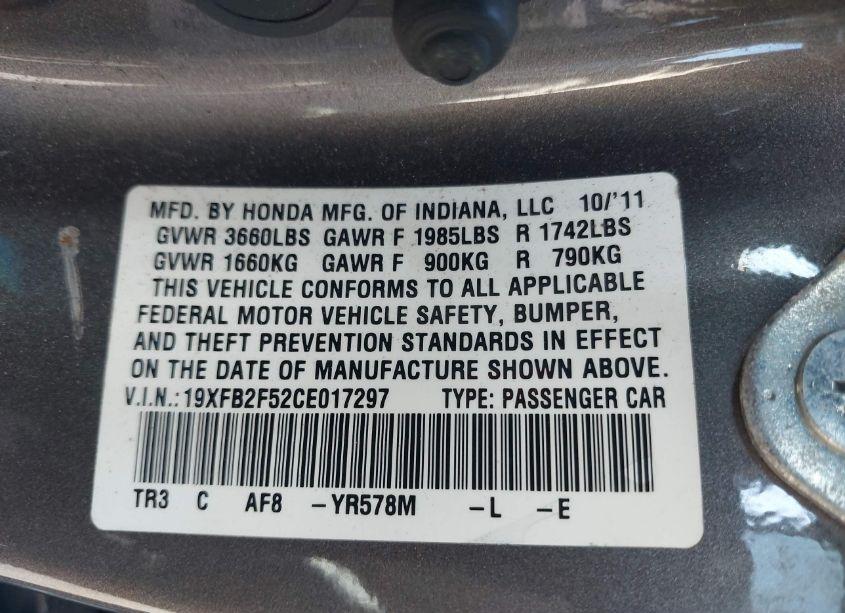 MFD. BY HONDA MFG. OF INDIANA, LLC 10/'11
GVWR 3660LBS GAWR F 1985LBS R 1742LBS
GVWR 1660KG GAWR F 900KG R 790KG
THIS VEHICLE CONFORMS TO ALL APPLICABLE
FEDERAL MOTOR VEHICLE SAFETY, BUMPER,
AND THEFT PREVENTION STANDARDS IN EFFECT
ON THE DATE OF MANUFACTURE SHOWN ABOVE.
V.I.N.:19XFB2F52CE017297 TYPE: PASSENGER CAR
TR3 C AF8 -YR578M -L -E